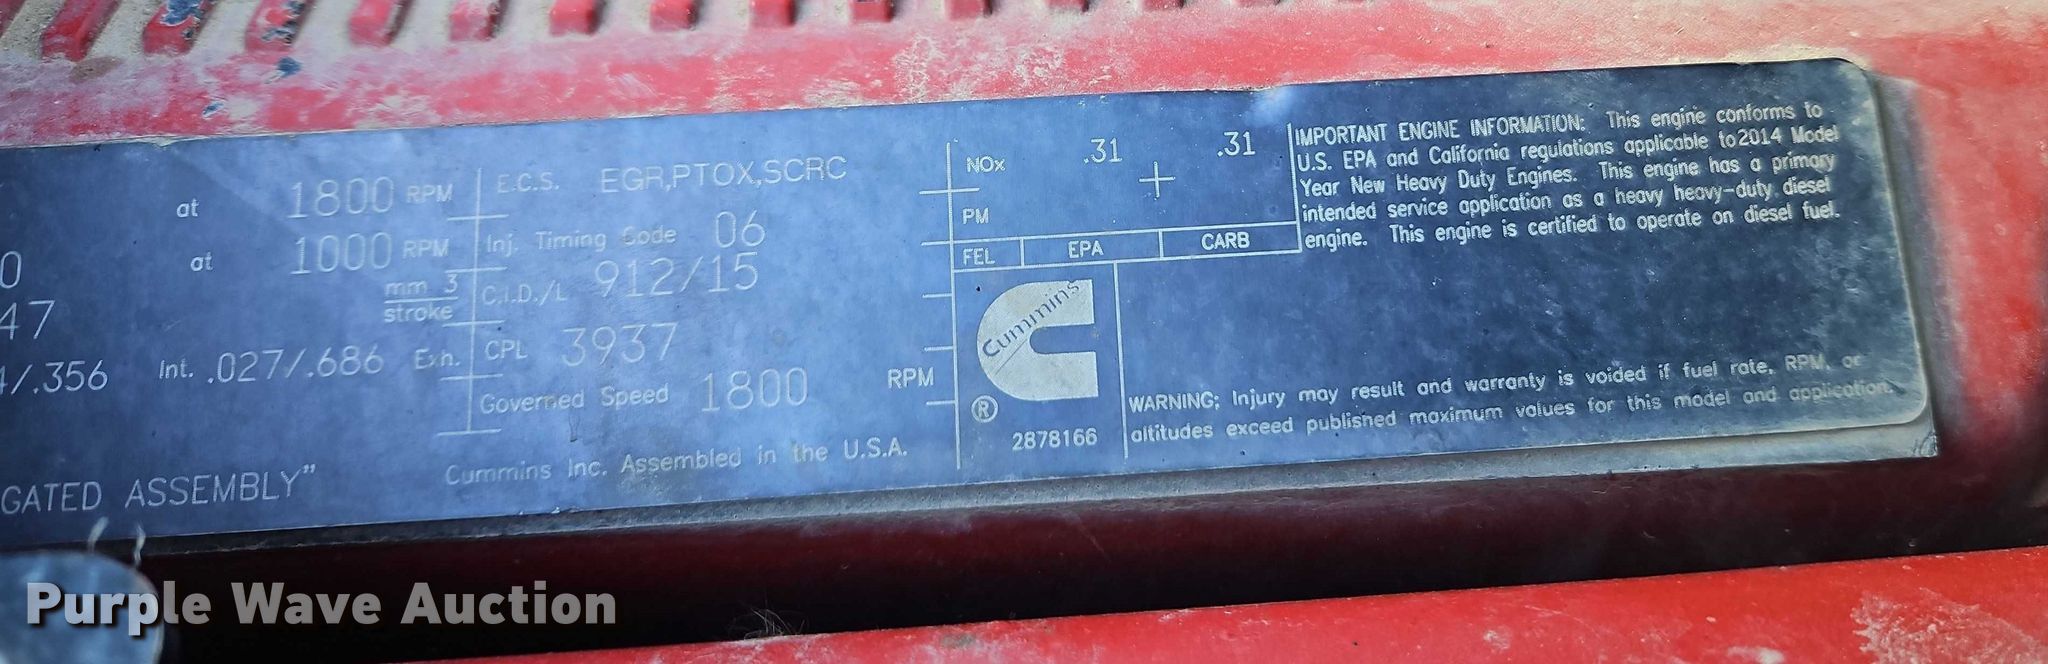 at 1800 RPM
at 1000 RPM
0
47
mm 3
stroke
/.356 Int. .027/.686 Exh.
GATED ASSEMBLY"
E.C.S. EGR,PTOX,SCRC
Inj. Timing Code 06
C.I.D./L 912/15
CPL 3937
Governed Speed 1800 RPM
Cummins Inc. Assembled in the U.S.A.
NOx .31 .31
PM
FEL EPA CARB
Cummins
®
2878166
IMPORTANT ENGINE INFORMATION: This engine conforms to
U.S. EPA and California regulations applicable to 2014 Model
Year New Heavy Duty Engines. This engine has a primary
intended service application as a heavy heavy-duty diesel
engine. This engine is certified to operate on diesel fuel.
WARNING: Injury may result and warranty is voided if fuel rate, RPM, or
altitudes exceed published maximum values for this model and application.
Purple Wave Auction